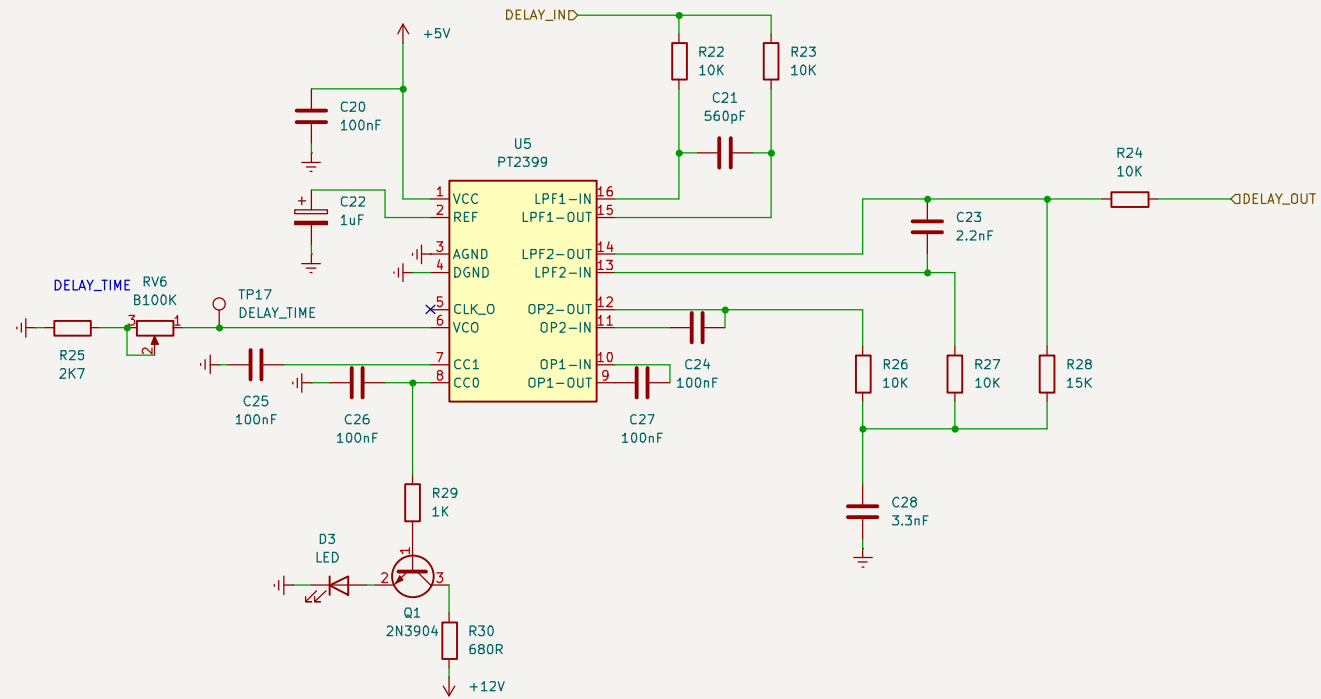 DELAY_IN
+5V
R22
10K
R23
10K
C20
100nF
C21
560pF
U5
PT2399
R24
10K
1
VCC
LPF1-IN
16
2
REF
LPF1-OUT
15
+
C22
1uF
3
AGND
LPF2-OUT
14
4
DGND
LPF2-IN
13
5
CLK_O
OP2-OUT
12
6
VCO
OP2-IN
11
7
CC1
OP1-IN
10
8
CC0
OP1-OUT
9
C23
2.2nF
DELAY_OUT
DELAY_TIME
RV6
B100K
3
1
2
TP17
DELAY_TIME
R25
2K7
C25
100nF
C26
100nF
C24
100nF
C27
100nF
R26
10K
R27
10K
R28
15K
R29
1K
C28
3.3nF
D3
LED
1
2
3
Q1
2N3904
R30
680R
+12V